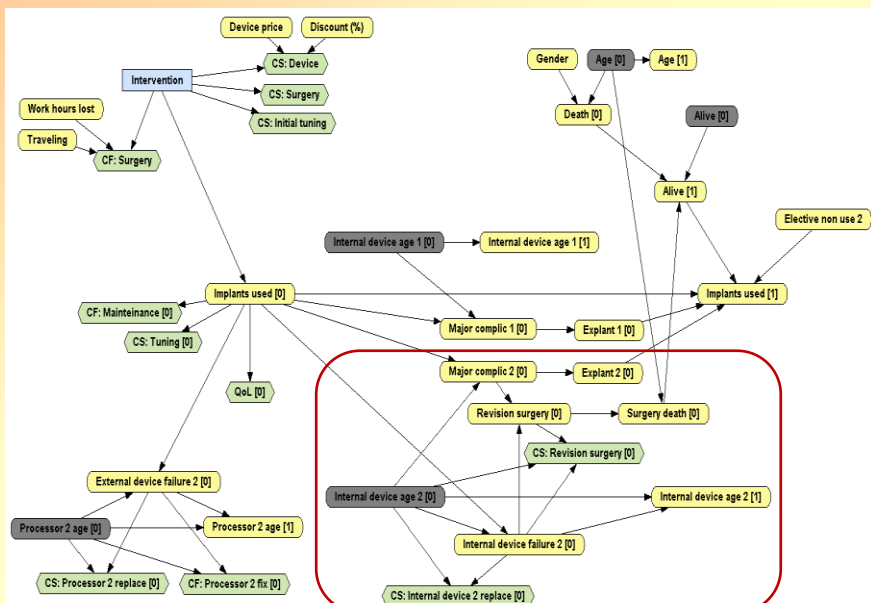 Device price
Discount (%)
CS: Device
Gender
Age [0]
Age [1]
Intervention
CS: Surgery
Work hours lost
CS: Initial tuning
Death [0]
Alive [0]
Traveling
CF: Surgery
Alive [1]
Elective non use 2
Internal device age 1 [0]
Internal device age 1 [1]
Implants used [0]
Implants used [1]
CF: Mainteinance [0]
Major complic 1 [0]
Explant 1 [0]
CS: Tuning [0]
Major complic 2 [0]
Explant 2 [0]
QoL [0]
Revision surgery [0]
Surgery death [0]
CS: Revision surgery [0]
External device failure 2 [0]
Internal device age 2 [0]
Internal device age 2 [1]
Processor 2 age [0]
Processor 2 age [1]
Internal device failure 2 [0]
CS: Processor 2 replace [0]
CF: Processor 2 fix [0]
CS: Internal device 2 replace [0]